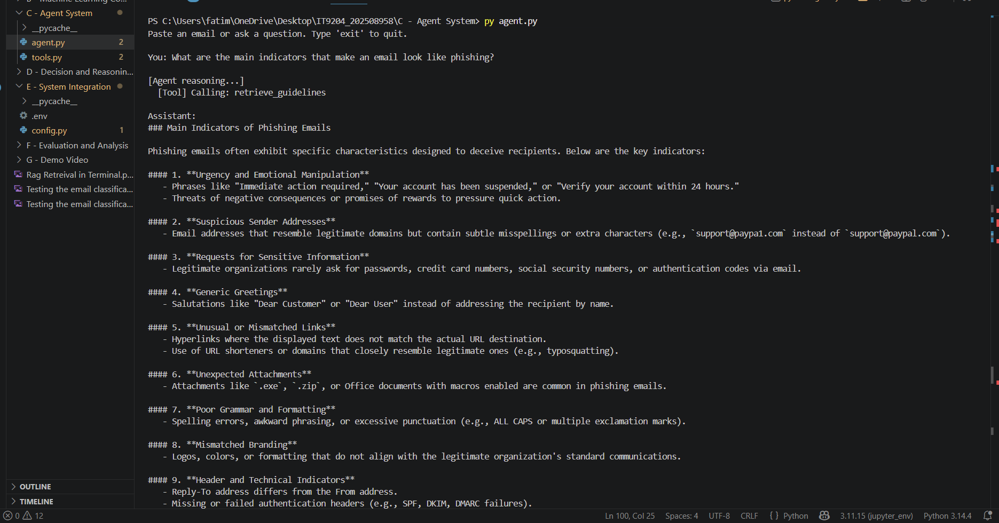 C - Agent System
__pycache__
agent.py 2
tools.py 2
D - Decision and Reasonin...
E - System Integration
__pycache__
.env
config.py 1
F - Evaluation and Analysis
G - Demo Video
Rag Retreival in Terminal.p...
Testing the email classifica...
Testing the email classifica...
OUTLINE
TIMELINE
PS C:\Users\fatim\OneDrive\Desktop\IT9204_202508958\C - Agent System> py agent.py
Paste an email or ask a question. Type 'exit' to quit.
You: What are the main indicators that make an email look like phishing?
[Agent reasoning...]
[Tool] Calling: retrieve_guidelines
Assistant:
### Main Indicators of Phishing Emails
Phishing emails often exhibit specific characteristics designed to deceive recipients. Below are the key indicators:
#### 1. **Urgency and Emotional Manipulation**
- Phrases like "Immediate action required," "Your account has been suspended," or "Verify your account within 24 hours."
- Threats of negative consequences or promises of rewards to pressure quick action.
#### 2. **Suspicious Sender Addresses**
- Email addresses that resemble legitimate domains but contain subtle misspellings or extra characters (e.g., `support@paypa1.com` instead of `support@paypal.com`).
#### 3. **Requests for Sensitive Information**
- Legitimate organizations rarely ask for passwords, credit card numbers, social security numbers, or authentication codes via email.
#### 4. **Generic Greetings**
- Salutations like "Dear Customer" or "Dear User" instead of addressing the recipient by name.
#### 5. **Unusual or Mismatched Links**
- Hyperlinks where the displayed text does not match the actual URL destination.
- Use of URL shorteners or domains that closely resemble legitimate ones (e.g., typosquatting).
#### 6. **Unexpected Attachments**
- Attachments like `.exe`, `.zip`, or Office documents with macros enabled are common in phishing emails.
#### 7. **Poor Grammar and Formatting**
- Spelling errors, awkward phrasing, or excessive punctuation (e.g., ALL CAPS or multiple exclamation marks).
#### 8. **Mismatched Branding**
- Logos, colors, or formatting that do not align with the legitimate organization's standard communications.
#### 9. **Header and Technical Indicators**
- Reply-To address differs from the From address.
- Missing or failed authentication headers (e.g., SPF, DKIM, DMARC failures).
0 12 Ln 100, Col 25 Spaces: 4 UTF-8 CRLF { } Python 3.11.15 (jupyter_env) Python 3.14.4